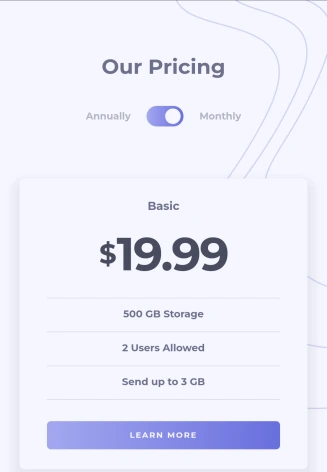 Our Pricing
Annually Monthly
Basic
$19.99
500 GB Storage
2 Users Allowed
Send up to 3 GB
LEARN MORE